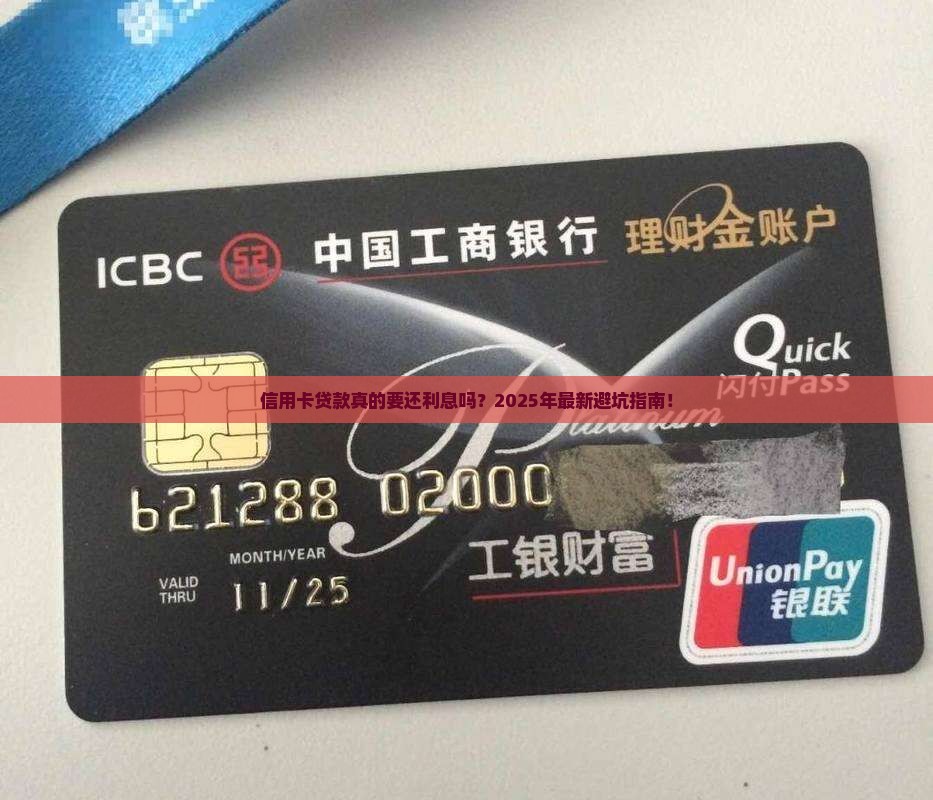 ICBC 中国工商银行 理财金账户
Quick
闪付Pass
信用卡贷款真的要还利息吗？2025年最新避坑指南！
Platinum
621288 02000
MONTH/YEAR
VALID
THRU
11/25
工银财富
UnionPay
银联